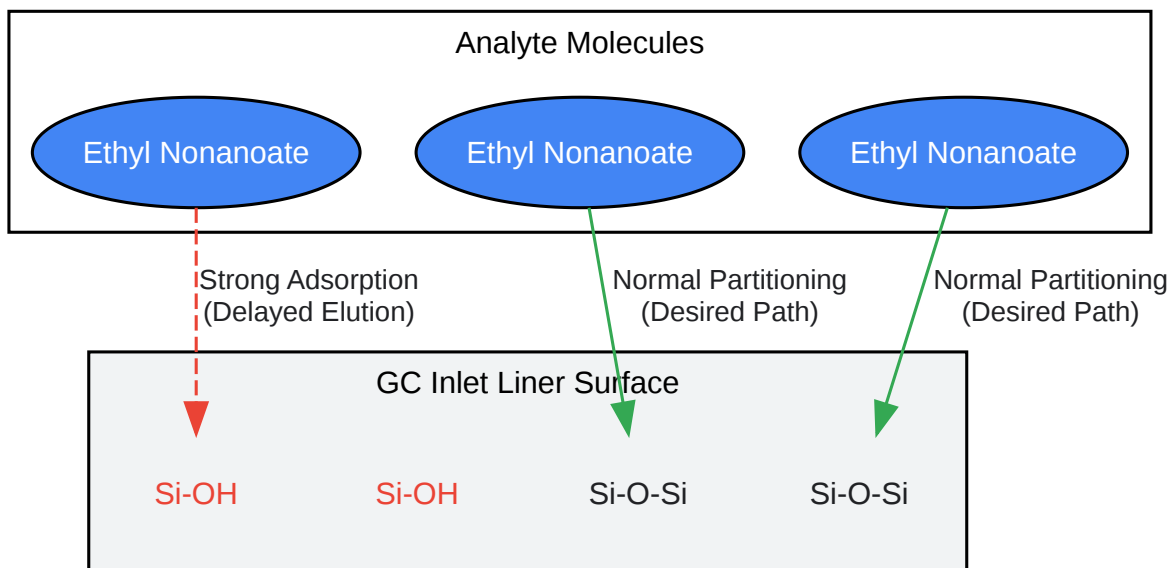 Analyte Molecules
Ethyl Nonanoate
Ethyl Nonanoate
Ethyl Nonanoate
Strong Adsorption
(Delayed Elution)
Normal Partitioning
(Desired Path)
Normal Partitioning
(Desired Path)
GC Inlet Liner Surface
Si-OH
Si-OH
Si-O-Si
Si-O-Si